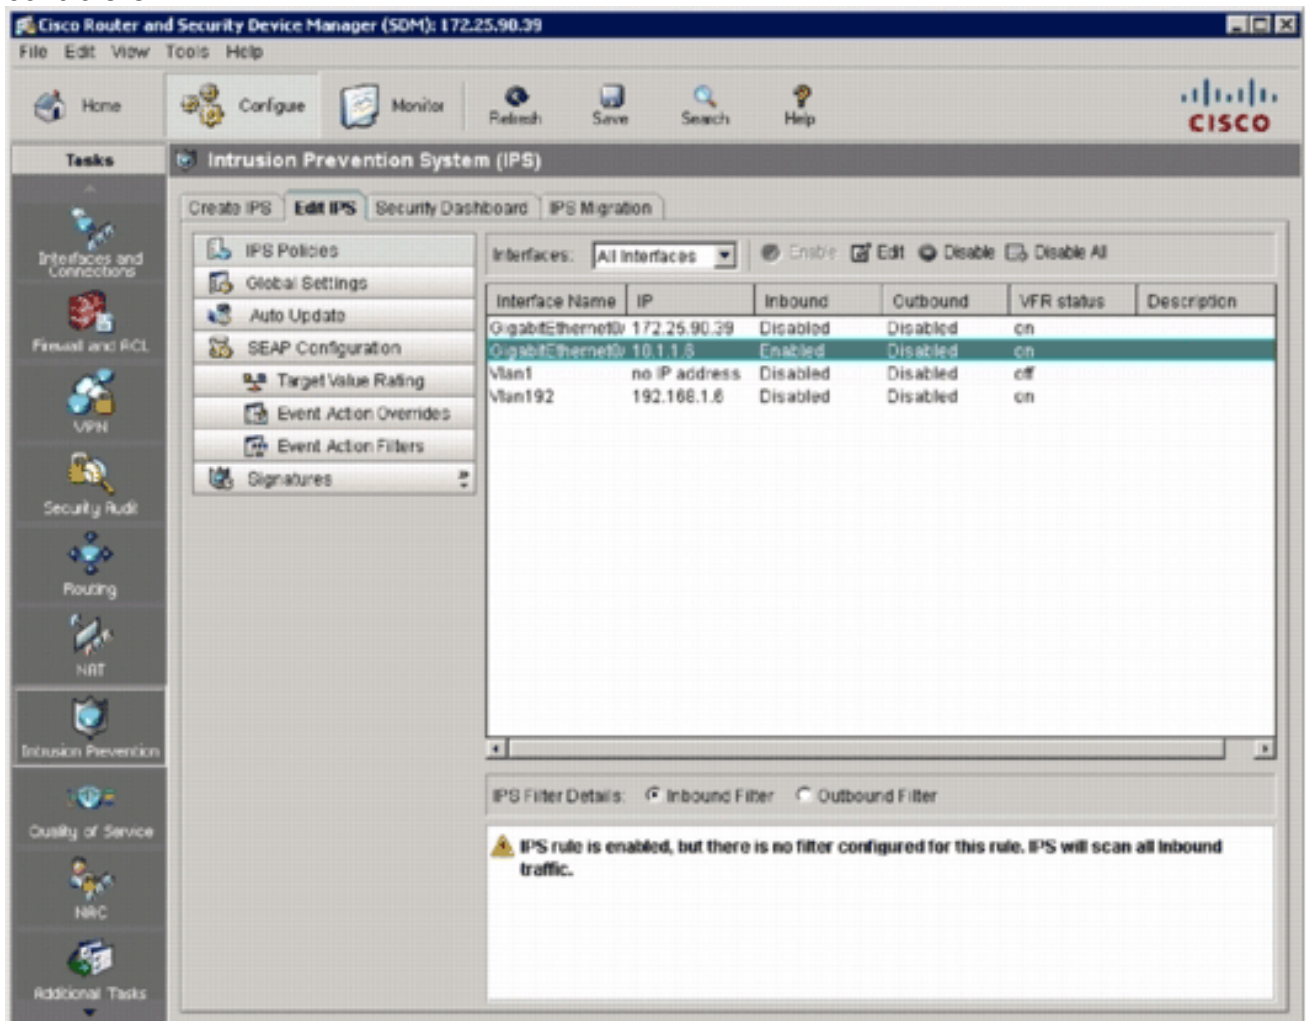 Cisco Router and Security Device Manager (SDM): 172.25.90.39
File Edit View Tools Help
Home Configure Monitor Refresh Save Search Help
CISCO
Tasks
Intrusion Prevention System (IPS)
Create IPS Edit IPS Security Dashboard IPS Migration
Interfaces and Connections
Firewall and ACL
VPN
Security Audit
Routing
NAT
Intrusion Prevention
Quality of Service
NAC
Additional Tasks
IPS Policies
Global Settings
Auto Update
SEAP Configuration
Target Value Rating
Event Action Overrides
Event Action Filters
Signatures
Interfaces: All Interfaces Enable Edit Disable Disable All
Interface Name IP Inbound Outbound VFR status Description
GigabitEthernet0/ 172.25.90.39 Disabled Disabled on
GigabitEthernet0/ 10.1.1.6 Enabled Disabled on
Vlan1 no IP address Disabled Disabled off
Vlan192 192.168.1.6 Disabled Disabled on
IPS Filter Details: Inbound Filter Outbound Filter
IPS rule is enabled, but there is no filter configured for this rule. IPS will scan all Inbound
traffic.